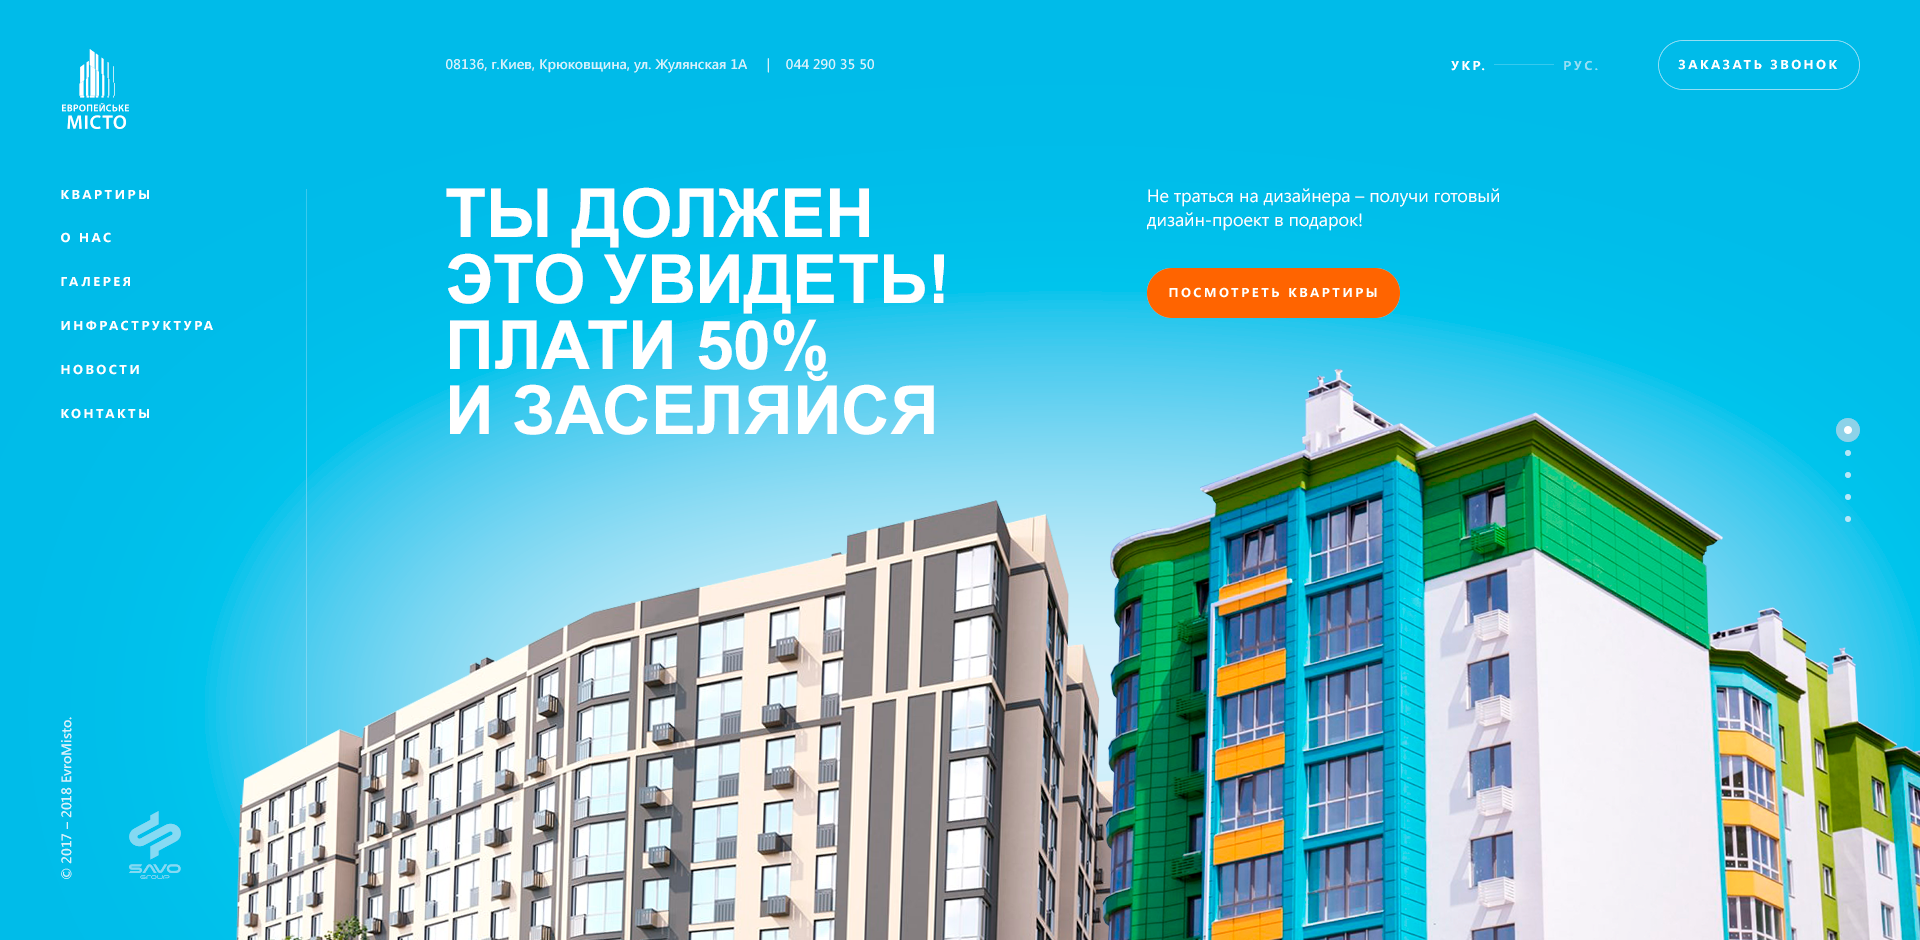 ЕВРОПЕЙСЬКЕ
МІСТО
08136, г.Киев, Крюковщина, ул. Жулянская 1А | 044 290 35 50
УКР. РУС.
ЗАКАЗАТЬ ЗВОНОК
КВАРТИРЫ
О НАС
ГАЛЕРЕЯ
ИНФРАСТРУКТУРА
НОВОСТИ
КОНТАКТЫ
ТЫ ДОЛЖЕН
ЭТО УВИДЕТЬ!
ПЛАТИ 50%
И ЗАСЕЛЯЙСЯ
Не траться на дизайнера – получи готовый
дизайн-проект в подарок!
ПОСМОТРЕТЬ КВАРТИРЫ
© 2017 – 2018 EvroMisto.
SAVO
GROUP